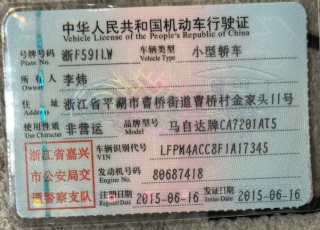 中华人民共和国机动车行驶证
Vehicle License of the People's Republic of China
号牌号码 浙F591LW 车辆类型 小型轿车
Plate No. Vehicle Type
所有人 李炜
Owner
住址 浙江省平湖市曹桥街道曹桥村金家头11号
Address
使用性质 非营运 品牌型号 马自达牌CA7201AT5
Use Character Model
浙江省嘉兴 车辆识别代号 LFPM4ACC8F1A17345
VIN
市公安局交 发动机号码 80687418
Engine No.
通警察支队 注册日期 2015-06-16 发证日期 2015-06-16
Register Date Issue Date